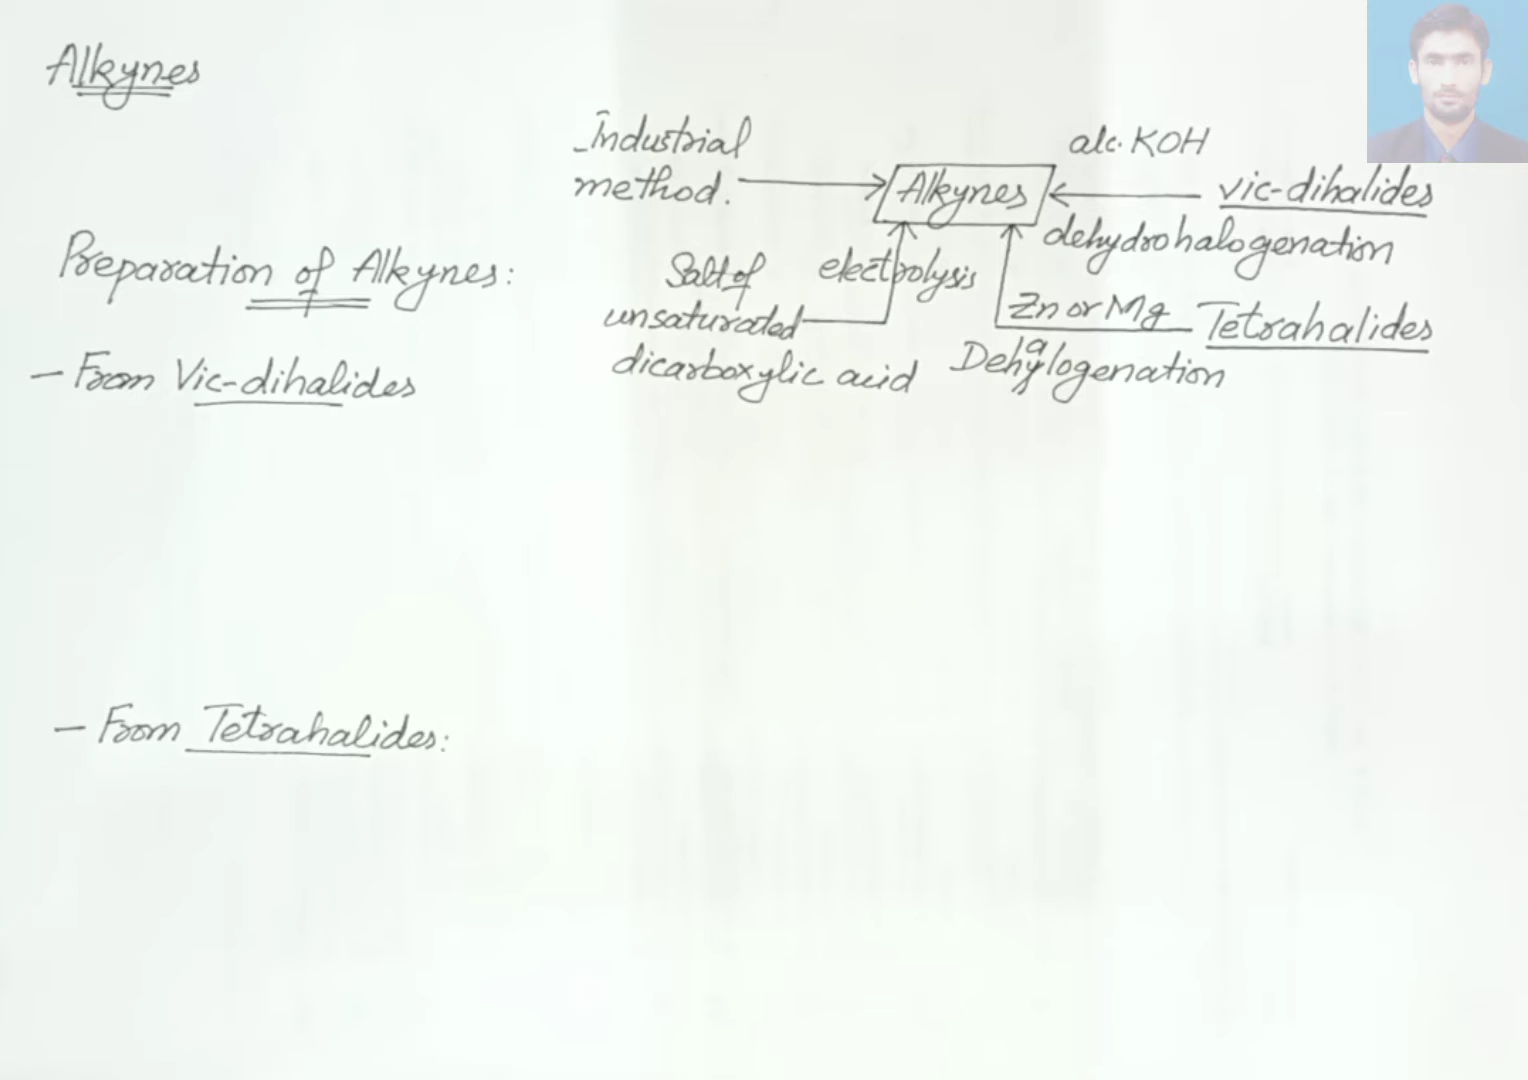 Alkynes
Industrial
method.
Alkynes
alc. KOH
vic-dihalides
dehydrohalogenation
Preparation of Alkynes:
Salt of
unsaturated
dicarboxylic acid
electrolysis
Zn or Mg
Tetrahalides
Dehalogenation
- From Vic-dihalides
- From Tetrahalides: